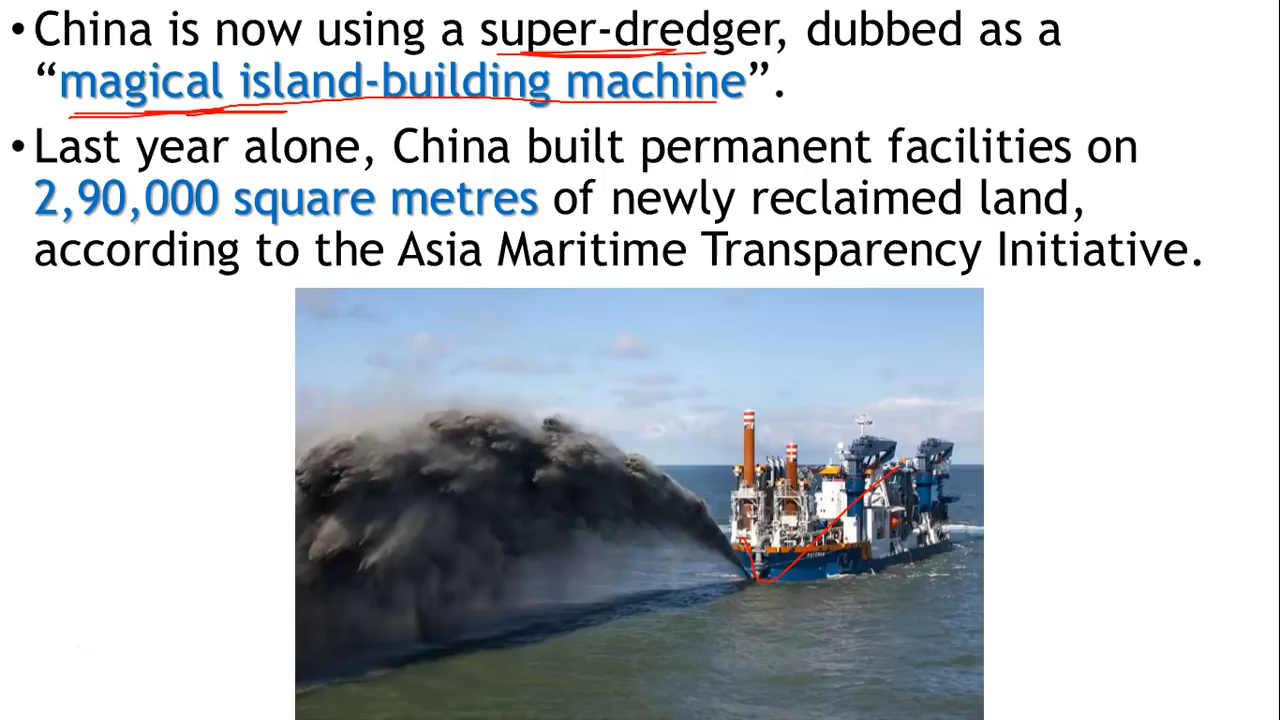 • China is now using a super-dredger, dubbed as a
“magical island-building machine”.
• Last year alone, China built permanent facilities on
2,90,000 square metres of newly reclaimed land,
according to the Asia Maritime Transparency Initiative.